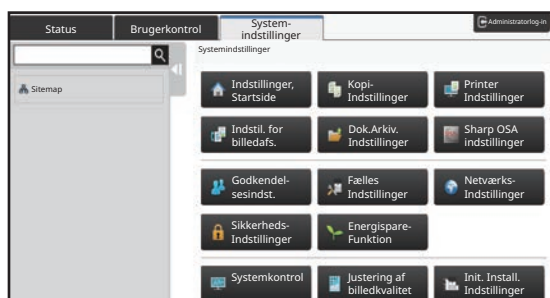 Status
Brugerkontrol
System-
indstillinger
Administratorlog-in
Systemindstillinger
Sitemap
Indstillinger,
Startside
Kopi-
Indstillinger
Printer
Indstillinger
Indstil. for
billedafs.
Dok.Arkiv.
Indstillinger
Sharp OSA
indstillinger
Godkendel-
sesindst.
Fælles
Indstillinger
Netværks-
Indstillinger
Sikkerheds-
Indstillinger
Energispare-
Funktion
Systemkontrol
Justering af
billedkvalitet
Init. Install.
Indstillinger